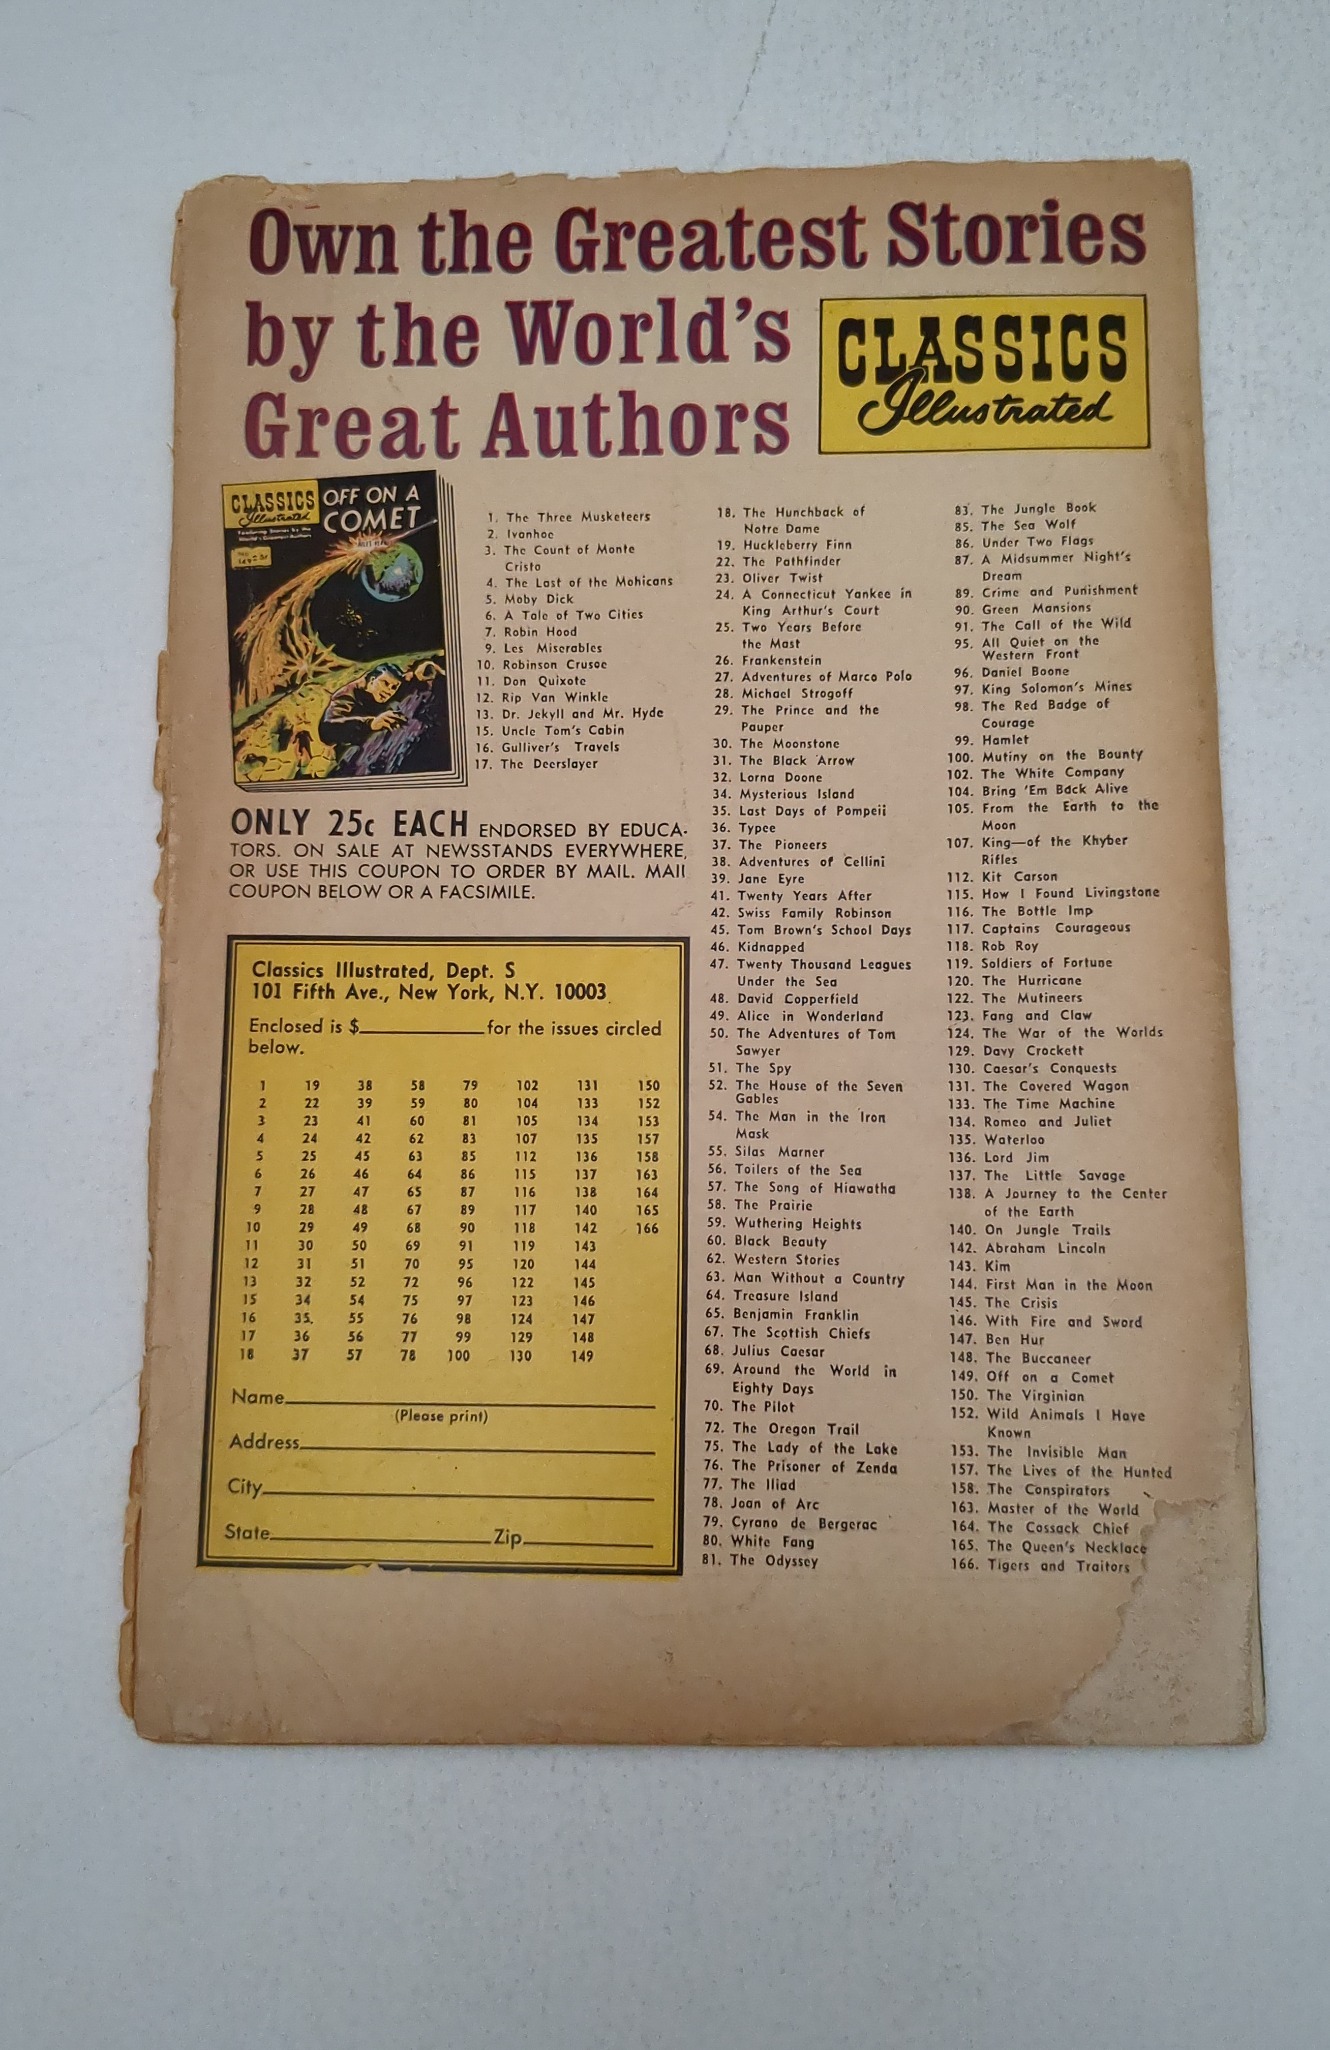 Own the Greatest Stories
by the World's
Great Authors
CLASSICS
Illustrated
CLASSICS
Illustrated
Featuring Stories by the
World's Greatest Authors
OFF ON A
COMET
1. The Three Musketeers
2. Ivanhoe
3. The Count of Monte
Cristo
4. The Last of the Mohicans
5. Moby Dick
6. A Tale of Two Cities
7. Robin Hood
9. Les Miserables
10. Robinson Crusoe
11. Don Quixote
12. Rip Van Winkle
13. Dr. Jekyll and Mr. Hyde
15. Uncle Tom's Cabin
16. Gulliver's Travels
17. The Deerslayer
ONLY 25c EACH ENDORSED BY EDUCA-
TORS. ON SALE AT NEWSSTANDS EVERYWHERE,
OR USE THIS COUPON TO ORDER BY MAIL. MAIL
COUPON BELOW OR A FACSIMILE.
Classics Illustrated, Dept. S
101 Fifth Ave., New York, N.Y. 10003
Enclosed is $ for the issues circled
below.
1 19 38 58 79 102 131 150
2 22 39 59 80 104 133 152
3 23 41 60 81 105 134 153
4 24 42 62 83 107 135 157
5 25 45 63 85 112 136 158
6 26 46 64 86 115 137 163
7 27 47 65 87 116 138 164
9 28 48 67 89 117 140 165
10 29 49 68 90 118 142 166
11 30 50 69 91 119 143
12 31 51 70 95 120 144
13 32 52 72 96 122 145
15 34 54 75 97 123 146
16 35. 55 76 98 124 147
17 36 56 77 99 129 148
18 37 57 78 100 130 149
Name
(Please print)
Address
City
State Zip
18. The Hunchback of
Notre Dame
19. Huckleberry Finn
22. The Pathfinder
23. Oliver Twist
24. A Connecticut Yankee in
King Arthur's Court
25. Two Years Before
the Mast
26. Frankenstein
27. Adventures of Marco Polo
28. Michael Strogoff
29. The Prince and the
Pauper
30. The Moonstone
31. The Black Arrow
32. Lorna Doone
34. Mysterious Island
35. Last Days of Pompeii
36. Typee
37. The Pioneers
38. Adventures of Cellini
39. Jane Eyre
41. Twenty Years After
42. Swiss Family Robinson
45. Tom Brown's School Days
46. Kidnapped
47. Twenty Thousand Leagues
Under the Sea
48. David Copperfield
49. Alice in Wonderland
50. The Adventures of Tom
Sawyer
51. The Spy
52. The House of the Seven
Gables
54. The Man in the Iron
Mask
55. Silas Marner
56. Toilers of the Sea
57. The Song of Hiawatha
58. The Prairie
59. Wuthering Heights
60. Black Beauty
62. Western Stories
63. Man Without a Country
64. Treasure Island
65. Benjamin Franklin
67. The Scottish Chiefs
68. Julius Caesar
69. Around the World in
Eighty Days
70. The Pilot
72. The Oregon Trail
75. The Lady of the Lake
76. The Prisoner of Zenda
77. The Iliad
78. Joan of Arc
79. Cyrano de Bergerac
80. White Fang
81. The Odyssey
83. The Jungle Book
85. The Sea Wolf
86. Under Two Flags
87. A Midsummer Night's
Dream
89. Crime and Punishment
90. Green Mansions
91. The Call of the Wild
95. All Quiet on the
Western Front
96. Daniel Boone
97. King Solomon's Mines
98. The Red Badge of
Courage
99. Hamlet
100. Mutiny on the Bounty
102. The White Company
104. Bring 'Em Back Alive
105. From the Earth to the
Moon
107. King—of the Khyber
Rifles
112. Kit Carson
115. How I Found Livingstone
116. The Bottle Imp
117. Captains Courageous
118. Rob Roy
119. Soldiers of Fortune
120. The Hurricane
122. The Mutineers
123. Fang and Claw
124. The War of the Worlds
129. Davy Crockett
130. Caesar's Conquests
131. The Covered Wagon
133. The Time Machine
134. Romeo and Juliet
135. Waterloo
136. Lord Jim
137. The Little Savage
138. A Journey to the Center
of the Earth
140. On Jungle Trails
142. Abraham Lincoln
143. Kim
144. First Man in the Moon
145. The Crisis
146. With Fire and Sword
147. Ben Hur
148. The Buccaneer
149. Off on a Comet
150. The Virginian
152. Wild Animals I Have
Known
153. The Invisible Man
157. The Lives of the Hunted
158. The Conspirators
163. Master of the World
164. The Cossack Chief
165. The Queen's Necklace
166. Tigers and Traitors